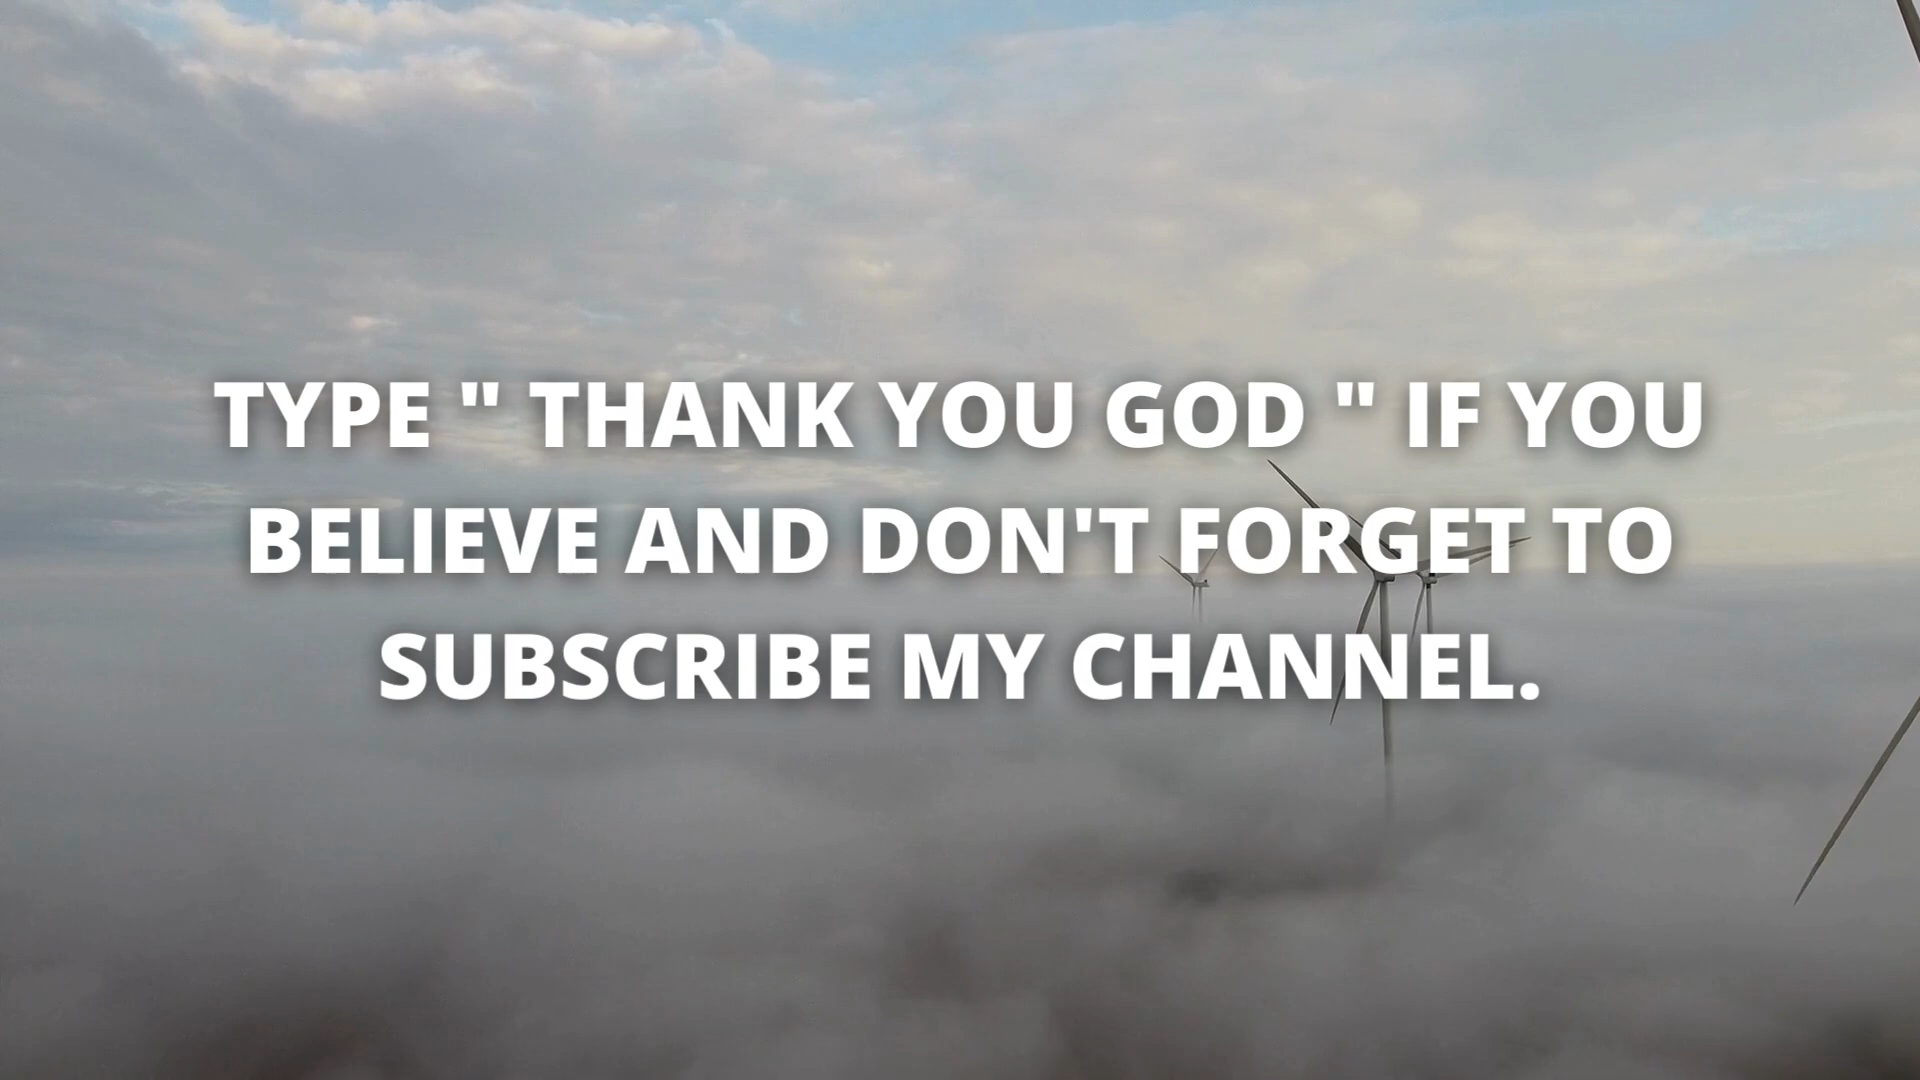 TYPE " THANK YOU GOD " IF YOU
BELIEVE AND DON'T FORGET TO
SUBSCRIBE MY CHANNEL.